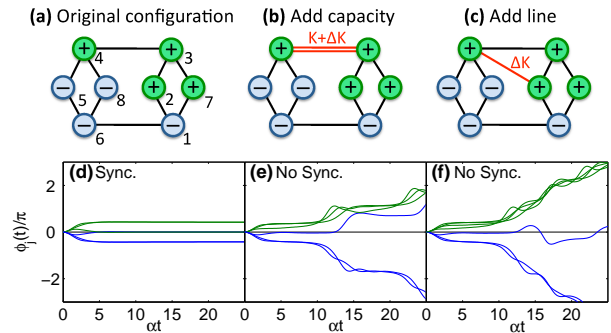 (a) Original configuration
(b) Add capacity
(c) Add line
K+ΔK
+ + + +
4 3
− − + +
5 8 2 7
− −
6 1
+ +
− − + +
− −
+ +
ΔK
− − + +
− −
(d) Sync.
(e) No Sync.
(f) No Sync.
ϕj(t)/π
2
0
−2
0 5 10 15 20
0 5 10 15 20
0 5 10 15 20
αt
αt
αt